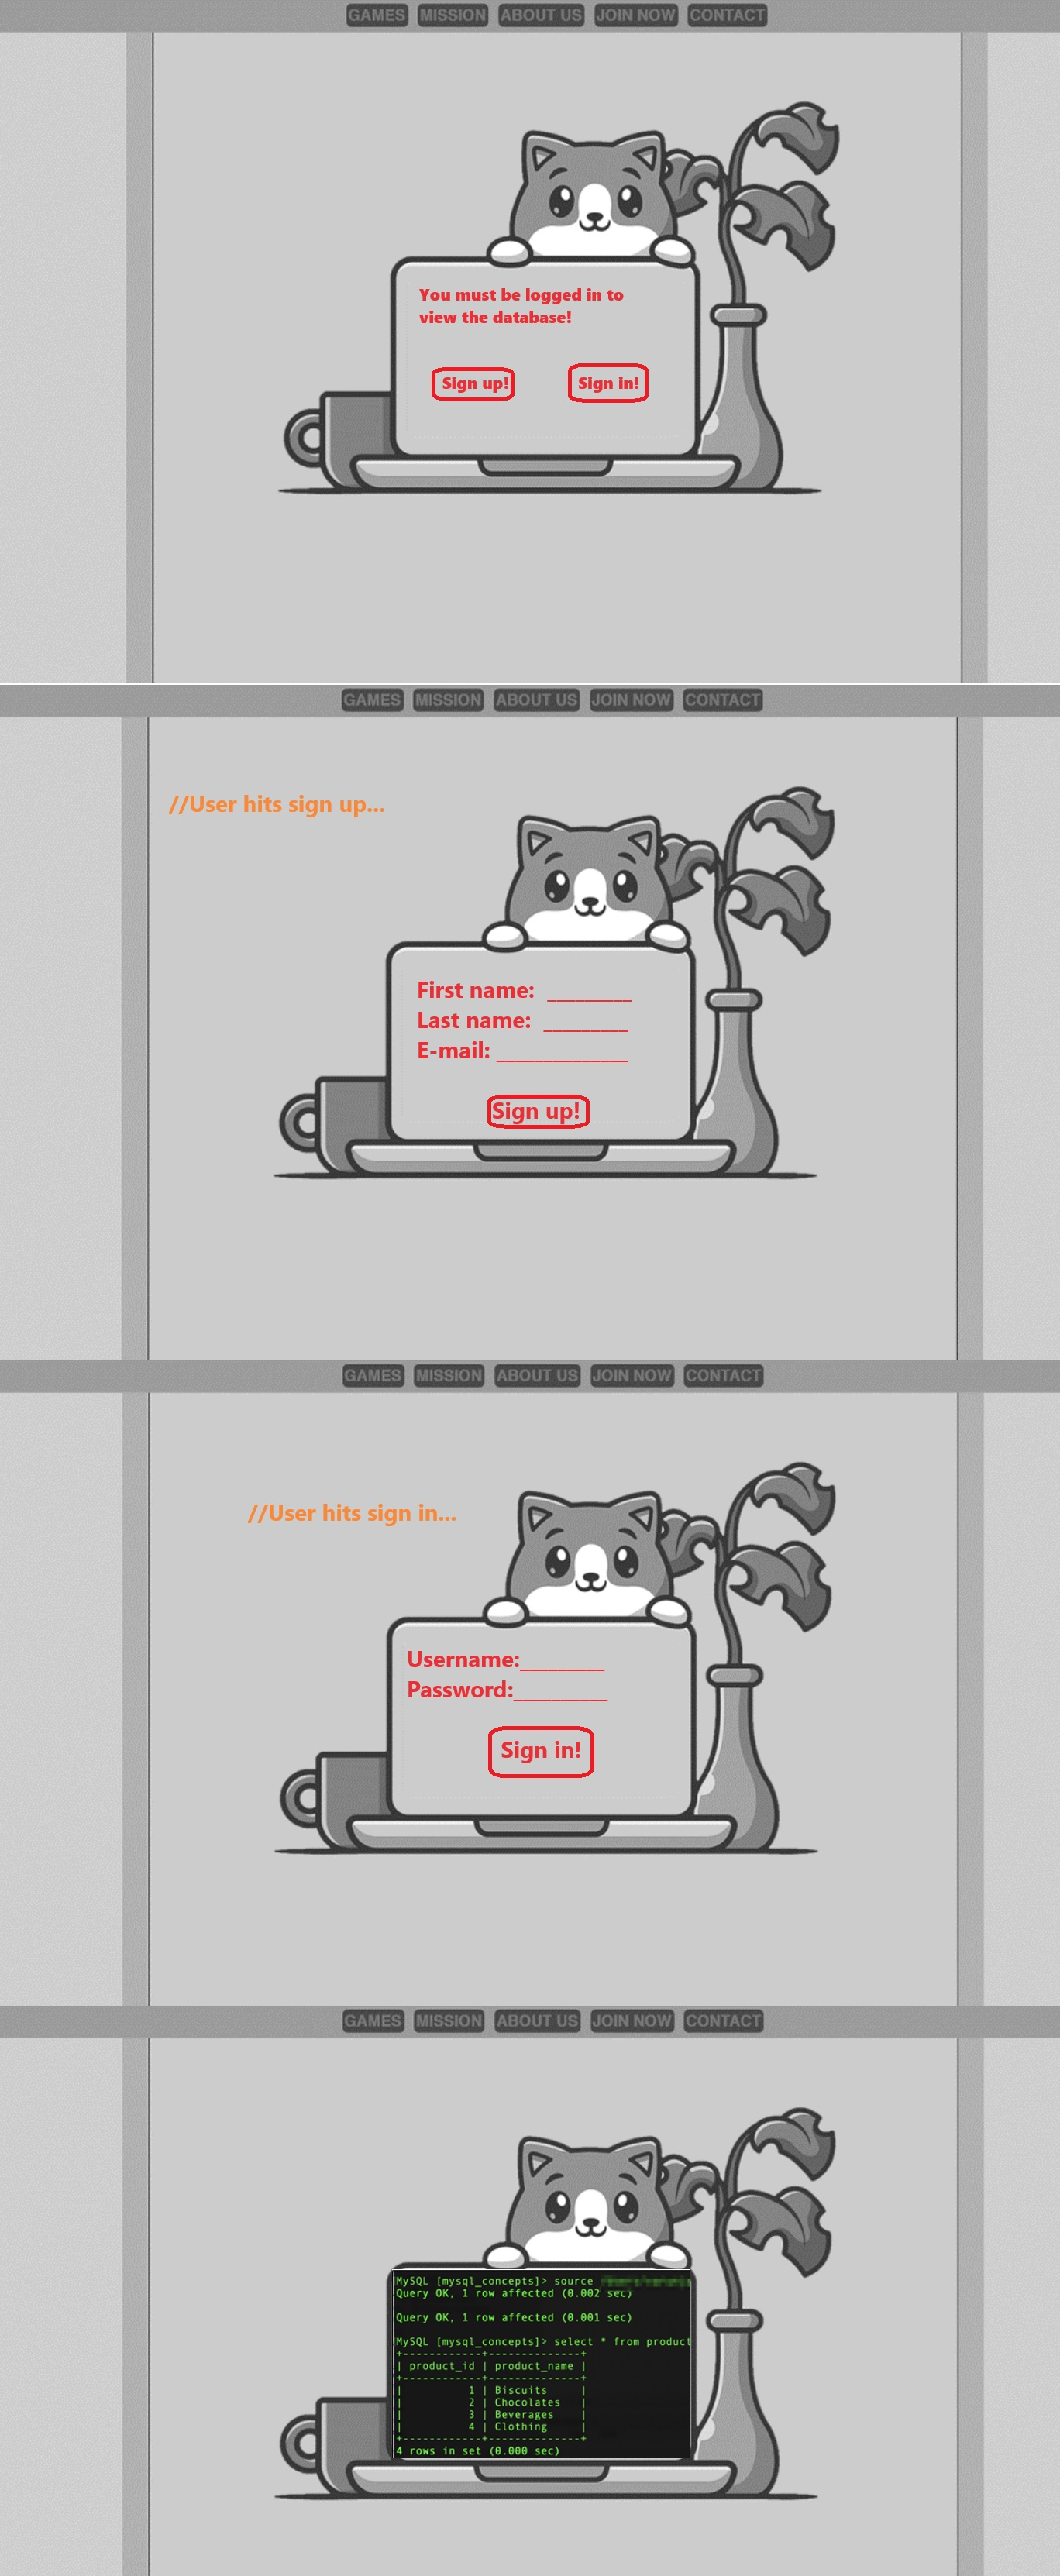 GAMES MISSION ABOUT US JOIN NOW CONTACT
You must be logged in to
view the database!
Sign up! Sign in!
GAMES MISSION ABOUT US JOIN NOW CONTACT
//User hits sign up...
First name: _________
Last name: _________
E-mail: ______________
Sign up!
GAMES MISSION ABOUT US JOIN NOW CONTACT
//User hits sign in...
Username:_________
Password:__________
Sign in!
GAMES MISSION ABOUT US JOIN NOW CONTACT
MySQL [mysql_concepts]> source
Query OK, 1 row affected (0.002 sec)
Query OK, 1 row affected (0.001 sec)
MySQL [mysql_concepts]> select * from product
+------------+--------------+
| product_id | product_name |
+------------+--------------+
| 1 | Biscuits |
| 2 | Chocolates |
| 3 | Beverages |
| 4 | Clothing |
+------------+--------------+
4 rows in set (0.000 sec)